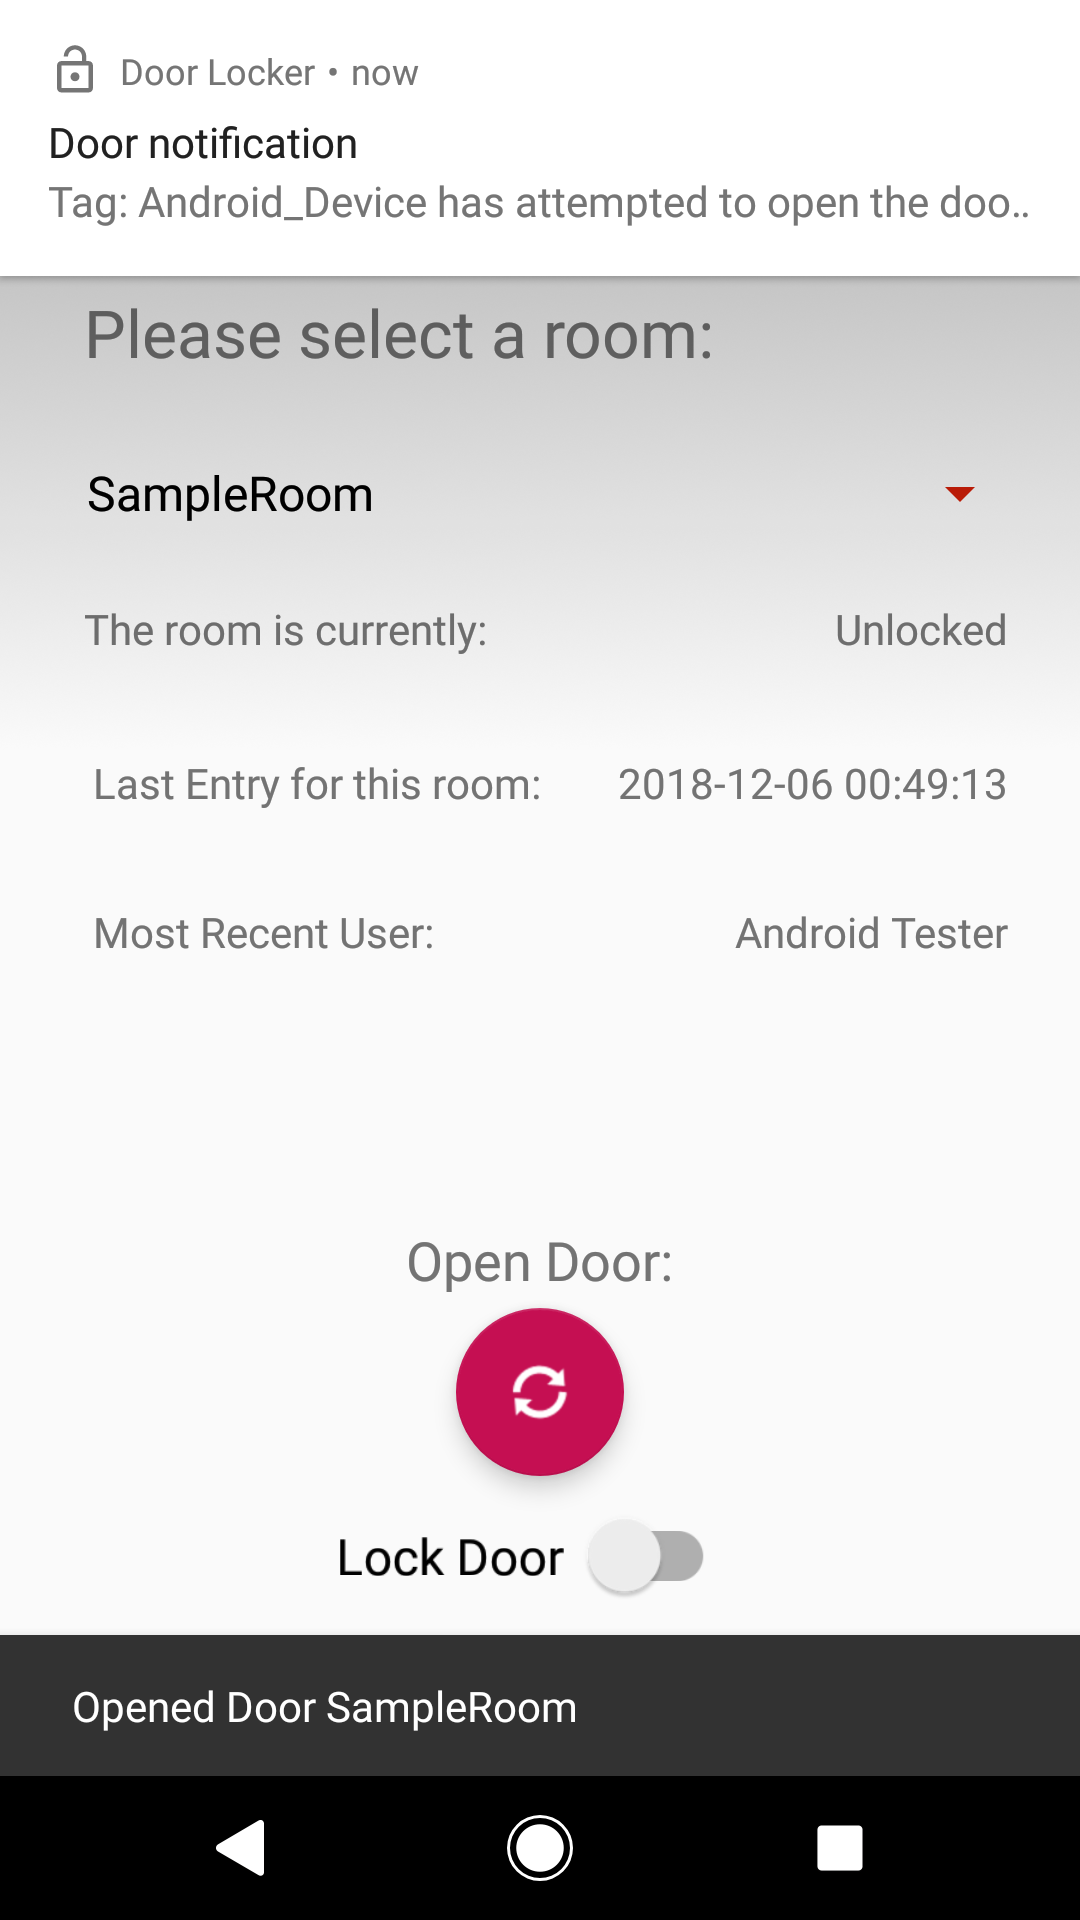 Door Locker • now
Door notification
Tag: Android_Device has attempted to open the doo..
Please select a room:
SampleRoom
The room is currently: Unlocked
Last Entry for this room: 2018-12-06 00:49:13
Most Recent User: Android Tester
Open Door:
Lock Door
Opened Door SampleRoom